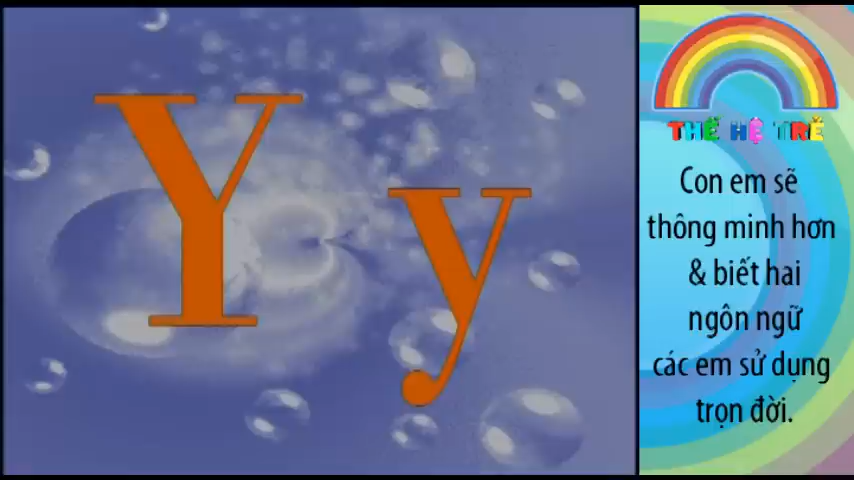 Y y
THẾ HỆ TRẺ
Con em sẽ
thông minh hơn
& biết hai
ngôn ngữ
các em sử dụng
trọn đời.